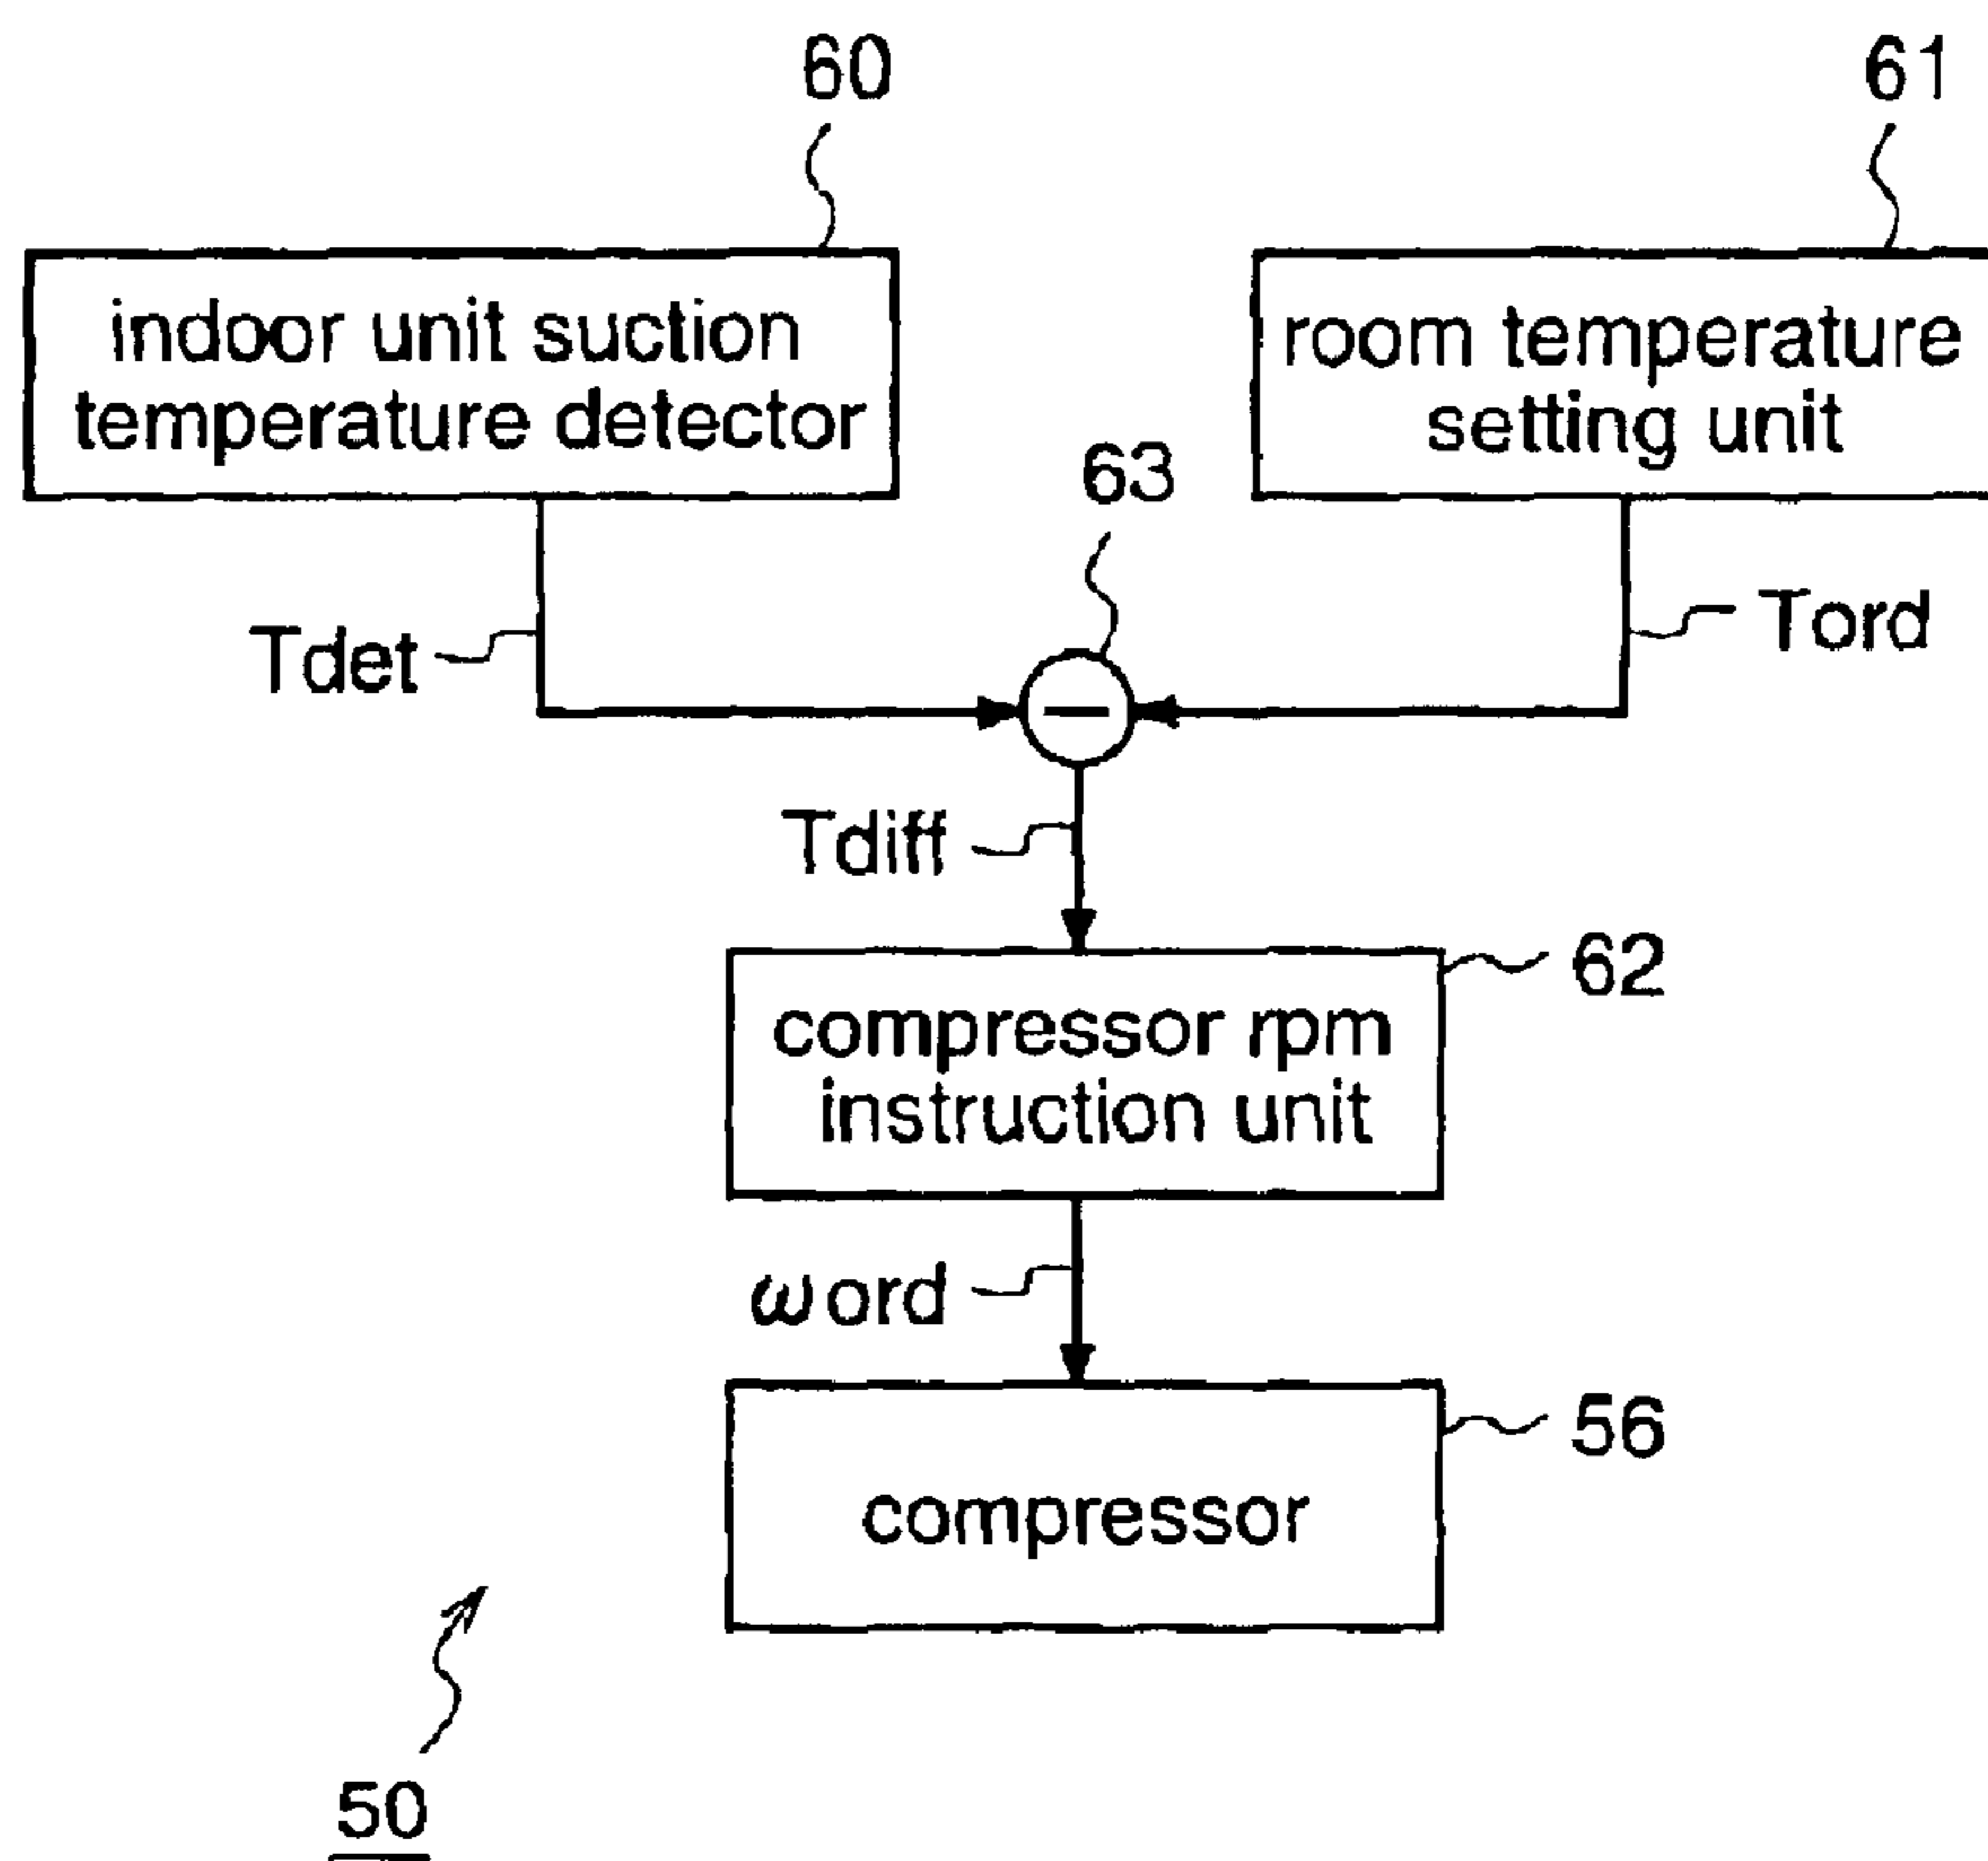 60
61
indoor unit suction
temperature detector
room temperature
setting unit
63
Tdet
Tord
−
Tdiff
62
compressor rpm
instruction unit
ωord
56
compressor
50